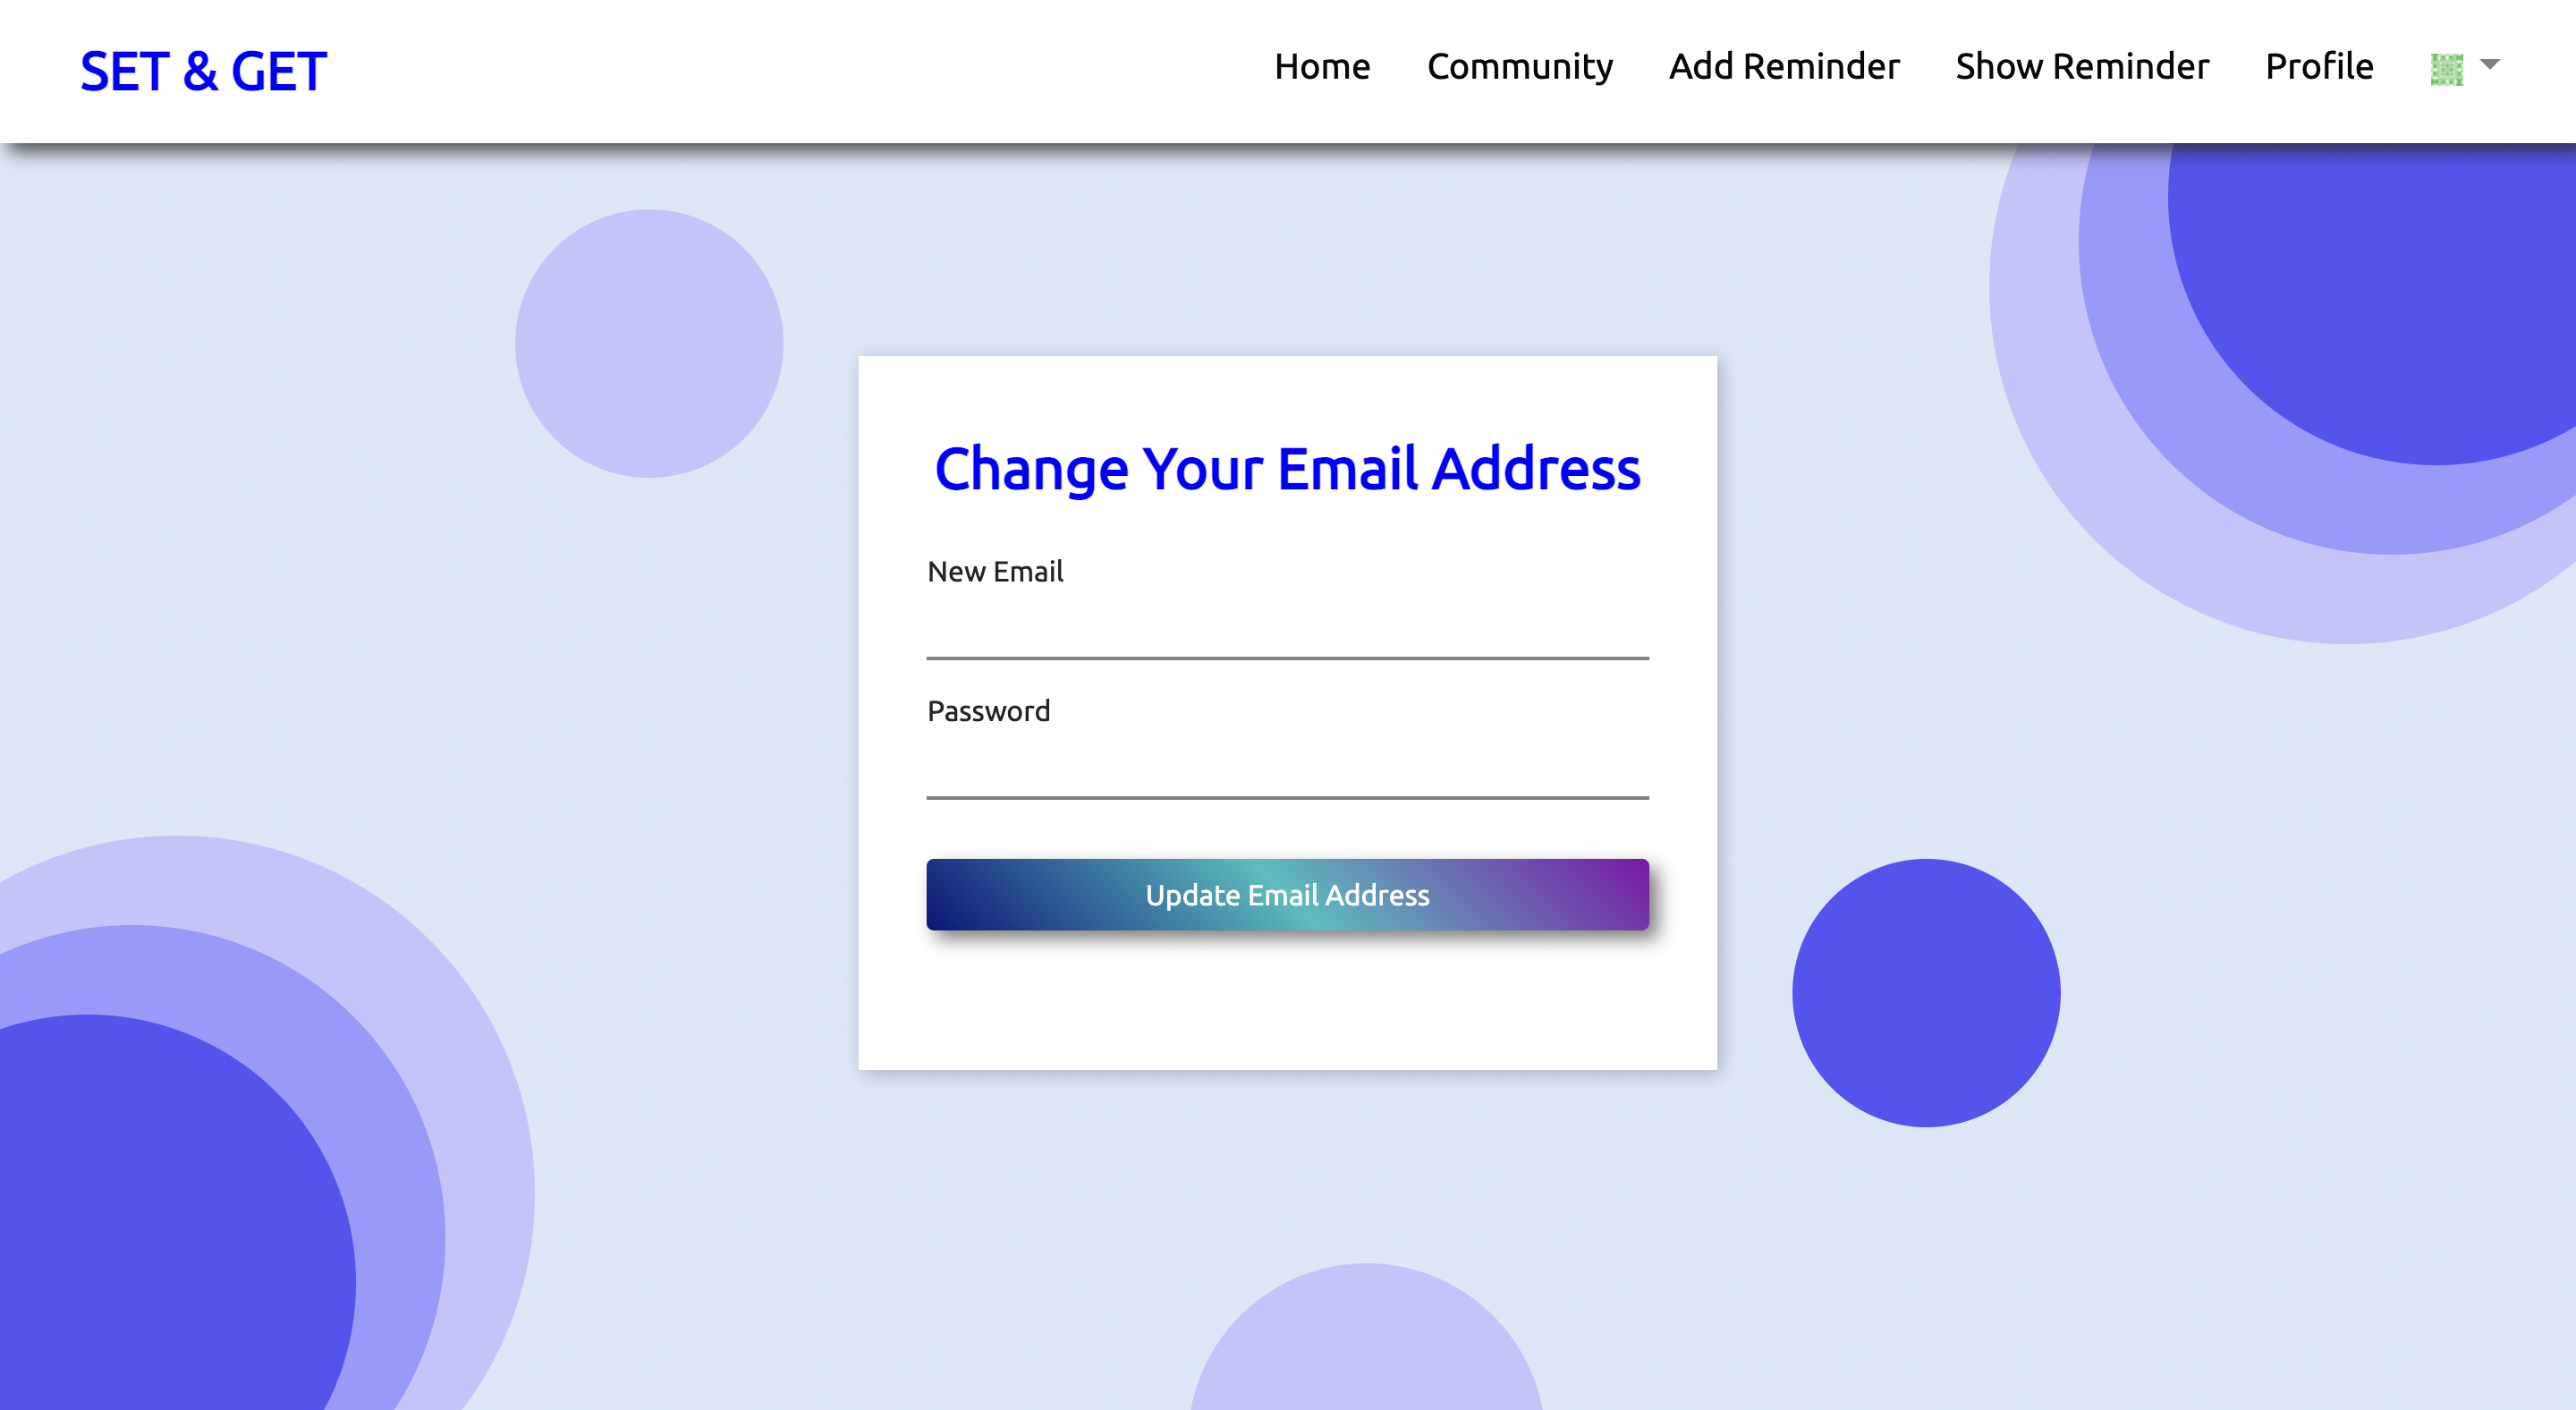 SET & GET
Home Community Add Reminder Show Reminder Profile
Change Your Email Address
New Email
Password
Update Email Address